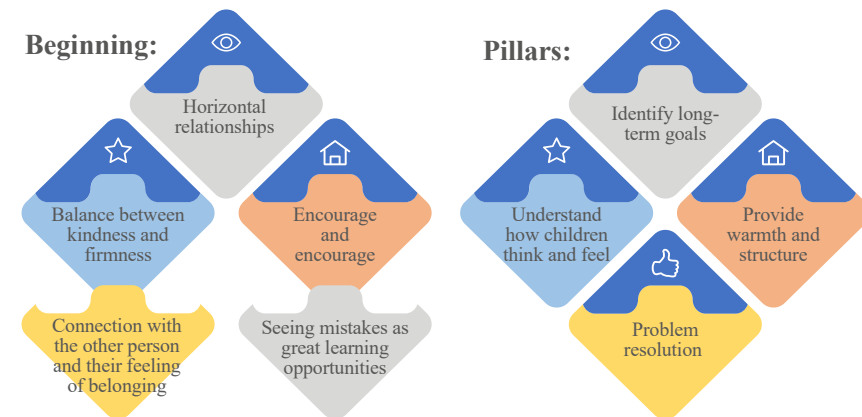 Beginning:
Horizontal
relationships
Balance between
kindness and
firmness
Encourage
and
encourage
Connection with
the other person
and their feeling
of belonging
Seeing mistakes as
great learning
opportunities
Pillars:
Identify long-
term goals
Understand
how children
think and feel
Provide
warmth and
structure
Problem
resolution